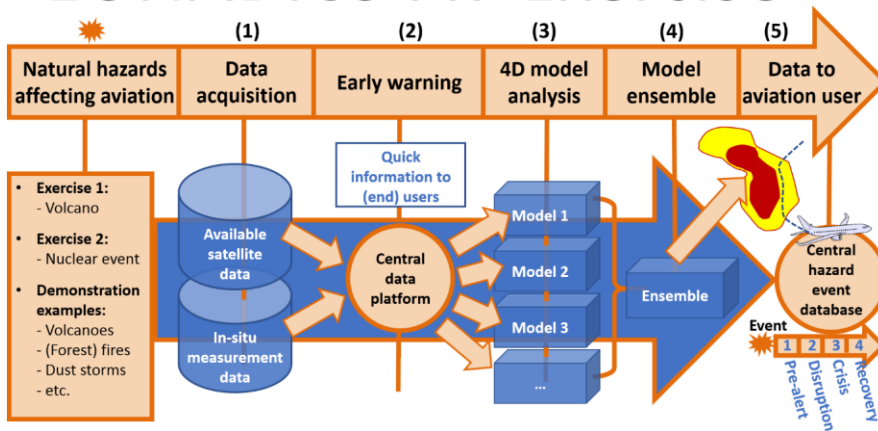 (1)
(2)
(3)
(4)
(5)
Natural hazards
affecting aviation
Data
acquisition
Early warning
4D model
analysis
Model
ensemble
Data to
aviation user
• Exercise 1:
- Volcano
• Exercise 2:
- Nuclear event
• Demonstration
examples:
- Volcanoes
- (Forest) fires
- Dust storms
- etc.
Available
satellite
data
In-situ
measurement
data
Quick
information to
(end) users
Central
data
platform
Model 1
Model 2
Model 3
...
Ensemble
Central
hazard
event
database
Event
1 2 3 4
Pre-alert
Disruption
Crisis
Recovery